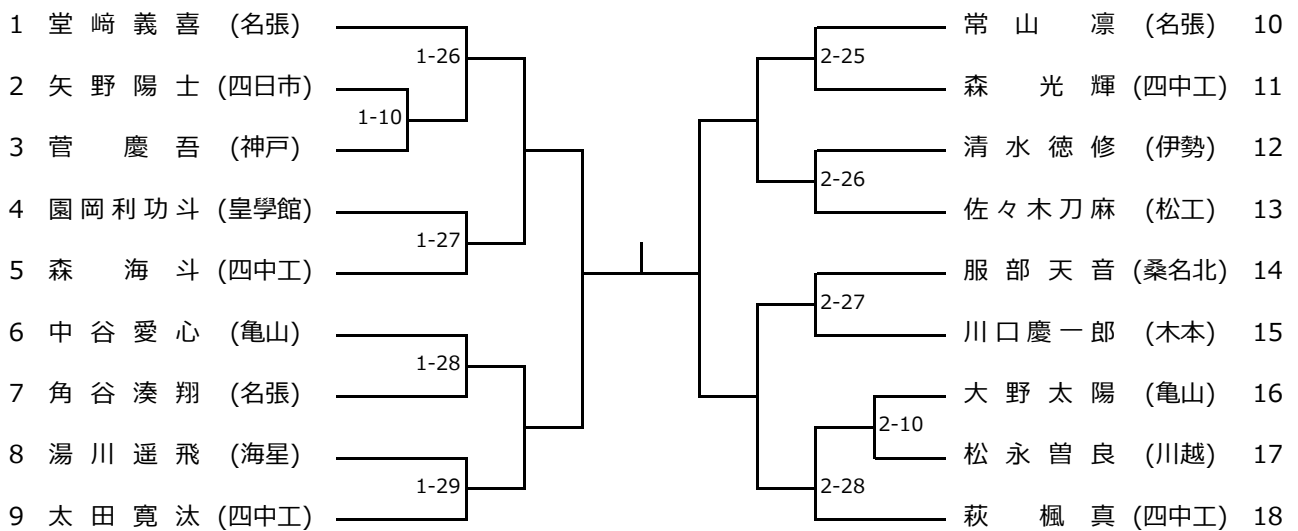 1 堂﨑義喜 (名張)
1-26
2 矢野陽士 (四日市)
1-10
3 菅慶吾 (神戸)
4 園岡利功斗 (皇學館)
1-27
5 森海斗 (四中工)
6 中谷愛心 (亀山)
1-28
7 角谷湊翔 (名張)
8 湯川遥飛 (海星)
1-29
9 太田寛汰 (四中工)
常山凛 (名張) 10
2-25
森光輝 (四中工) 11
清水徳修 (伊勢) 12
2-26
佐々木刀麻 (松工) 13
服部天音 (桑名北) 14
2-27
川口慶一郎 (木本) 15
大野太陽 (亀山) 16
2-10
松永曽良 (川越) 17
2-28
萩楓真 (四中工) 18